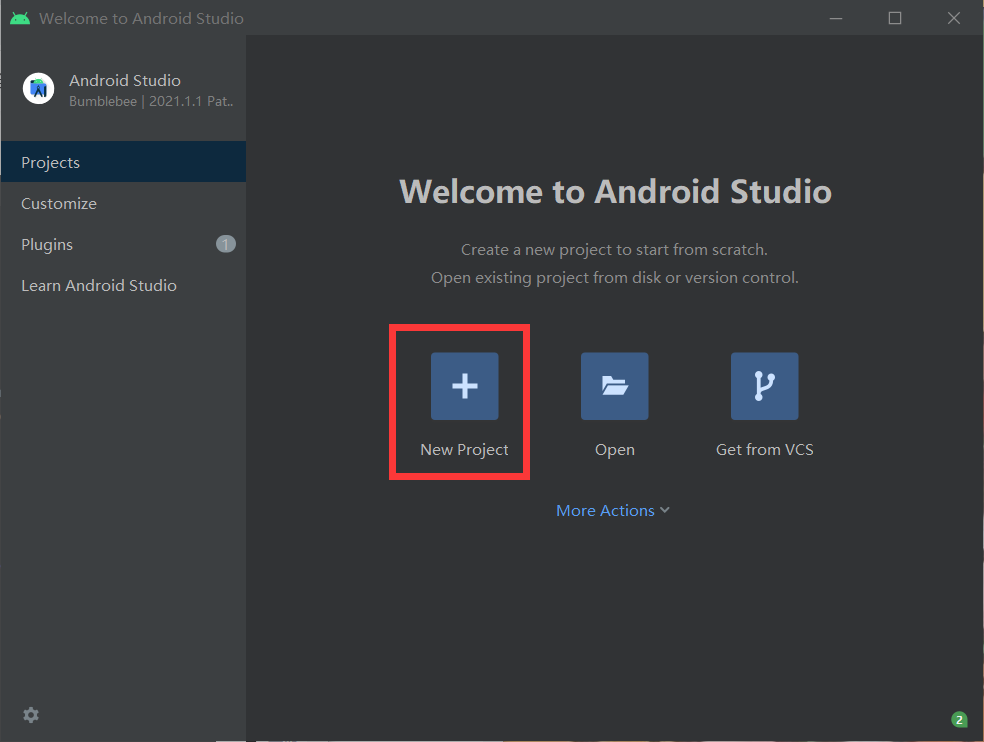 Welcome to Android Studio
Android Studio
Bumblebee | 2021.1.1 Pat..
Projects
Customize
Plugins 1
Learn Android Studio
Welcome to Android Studio
Create a new project to start from scratch.
Open existing project from disk or version control.
New Project Open Get from VCS
More Actions
2